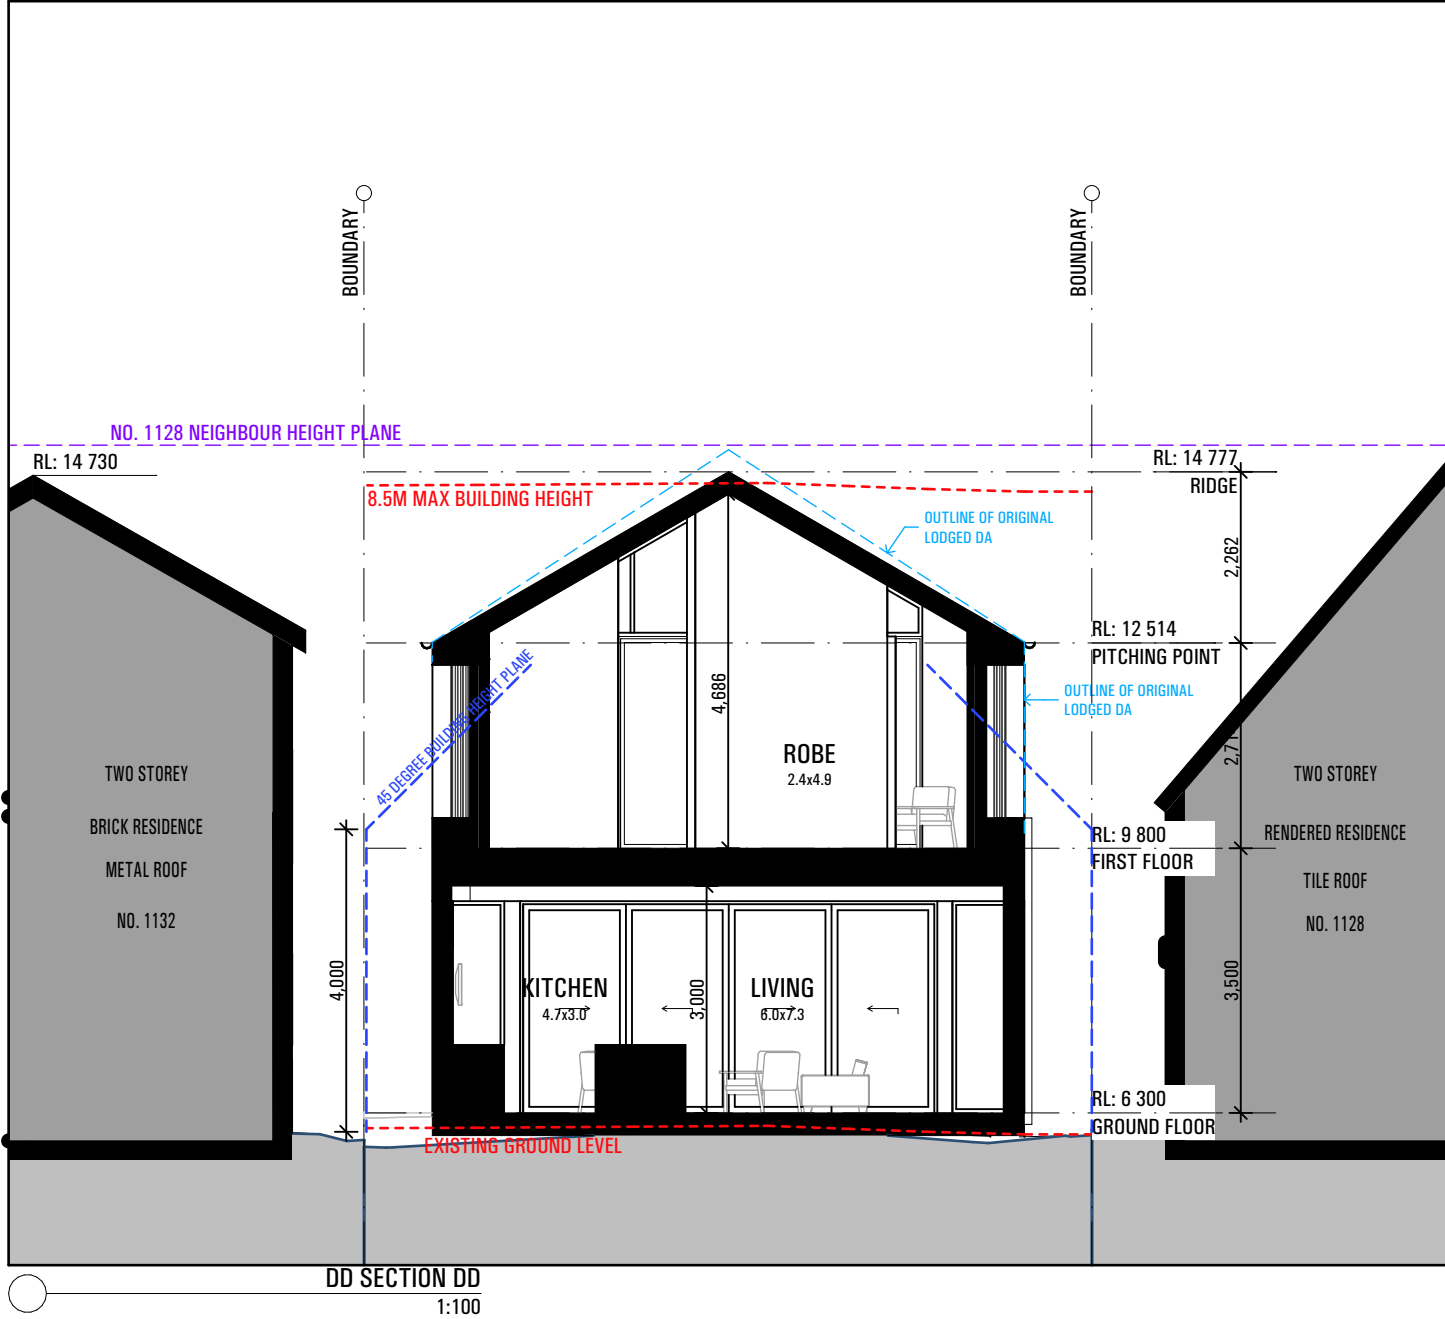 BOUNDARY
BOUNDARY
NO. 1128 NEIGHBOUR HEIGHT PLANE
RL: 14 730
RL: 14 777
RIDGE
8.5M MAX BUILDING HEIGHT
OUTLINE OF ORIGINAL
LODGED DA
2,262
RL: 12 514
PITCHING POINT
45 DEGREE BUILDING HEIGHT PLANE
4,686
OUTLINE OF ORIGINAL
LODGED DA
ROBE
2.4x4.9
TWO STOREY
BRICK RESIDENCE
METAL ROOF
NO. 1132
TWO STOREY
RENDERED RESIDENCE
TILE ROOF
NO. 1128
RL: 9 800
FIRST FLOOR
4,000
KITCHEN
4.7x3.0
3,000
LIVING
6.0x7.3
3,500
RL: 6 300
GROUND FLOOR
EXISTING GROUND LEVEL
DD SECTION DD
1:100